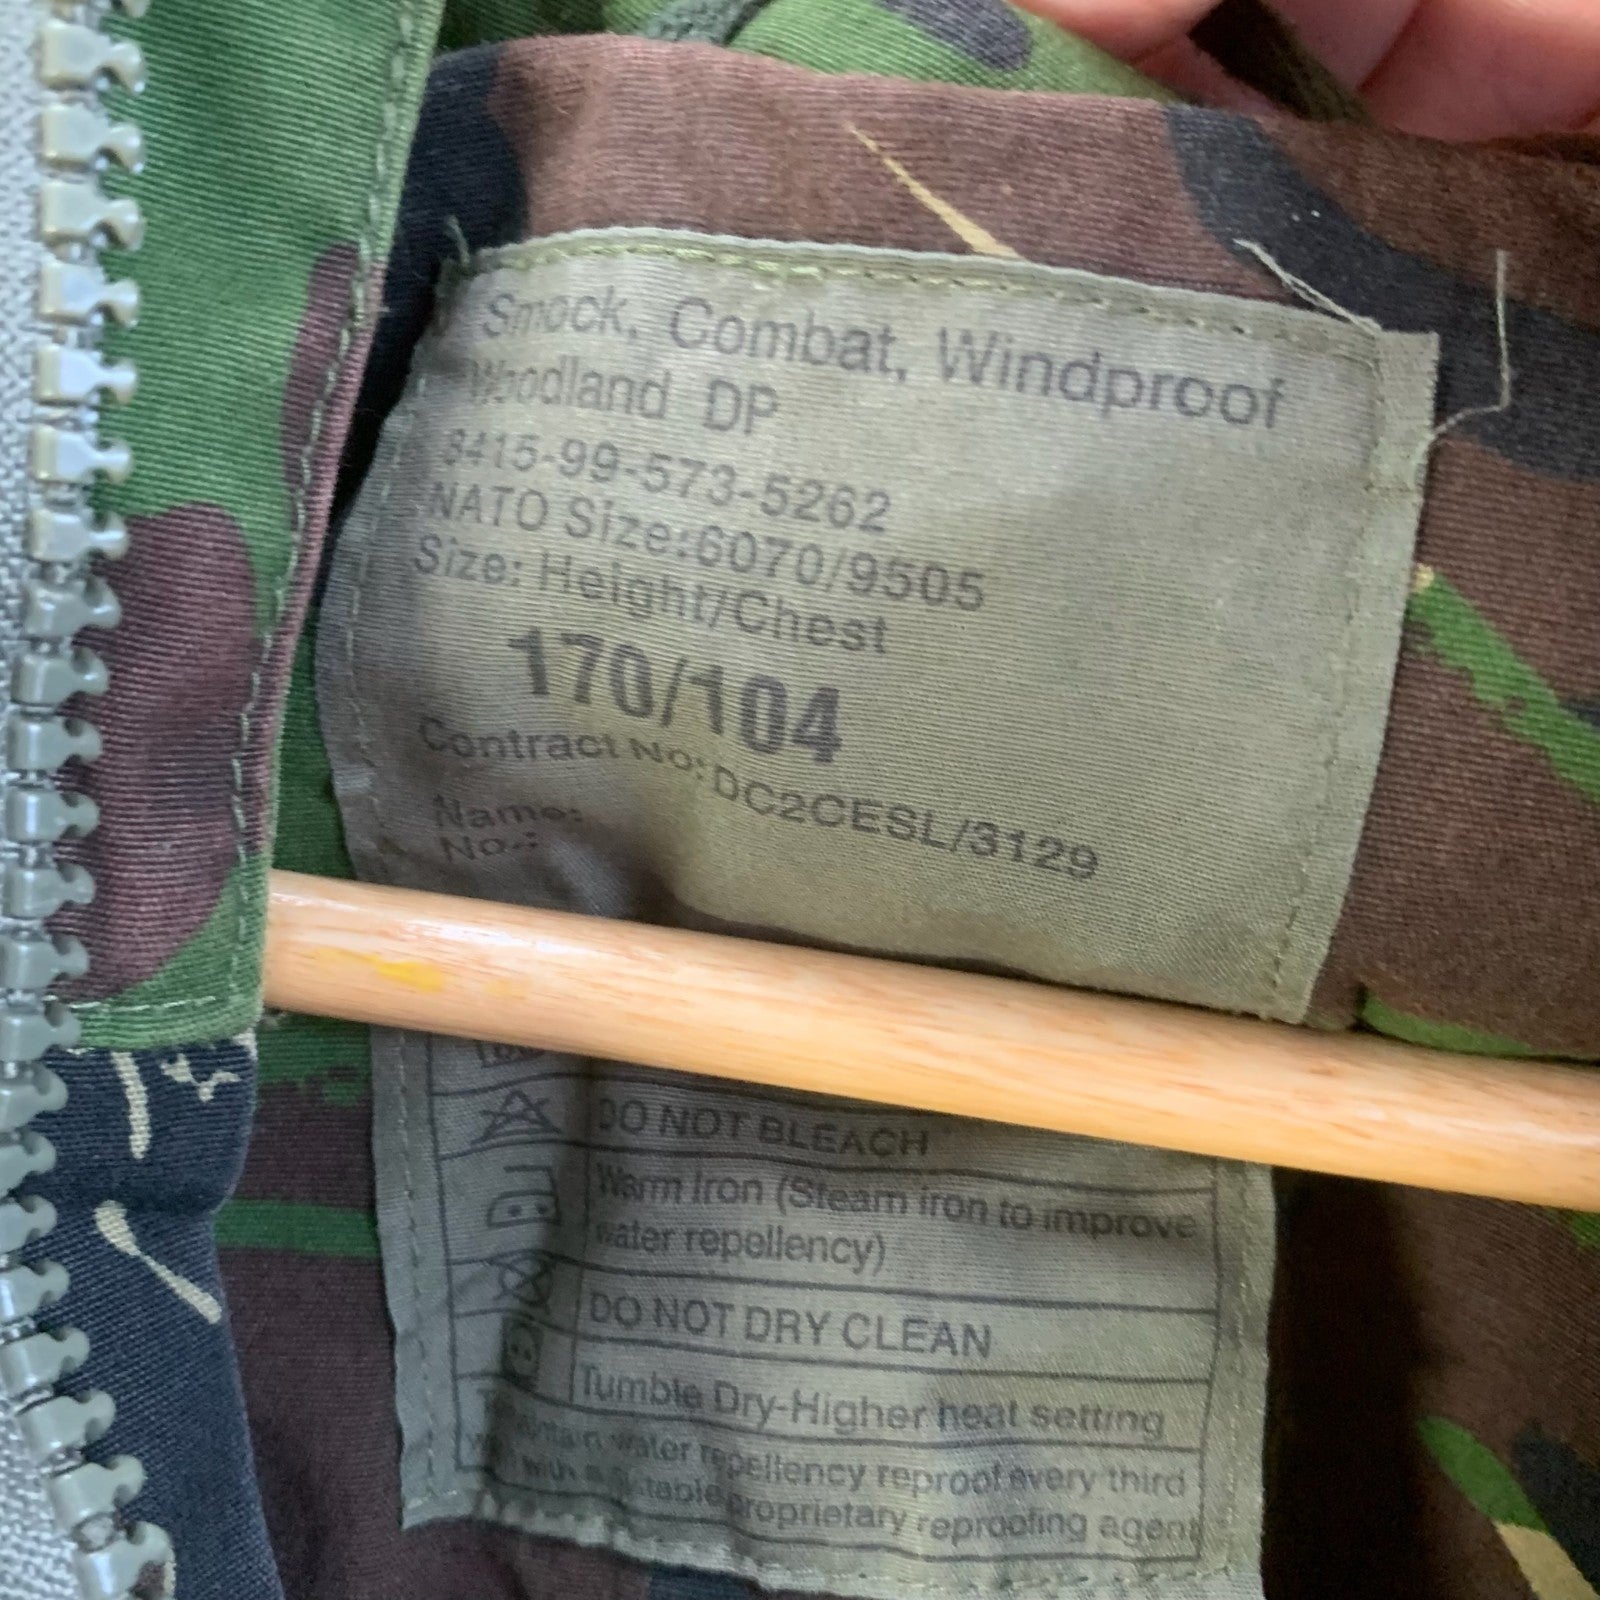 Smock, Combat, Windproof
Woodland DP
8415-99-573-5262
NATO Size:6070/9505
Size: Height/Chest
170/104
Contract No:DC2CESL/3129
Name:
No.:
DO NOT BLEACH
Warm Iron (Steam iron to improve
water repellency)
DO NOT DRY CLEAN
Tumble Dry-Higher heat setting
water repellency reproof every third
with a suitable proprietary reproofing agent